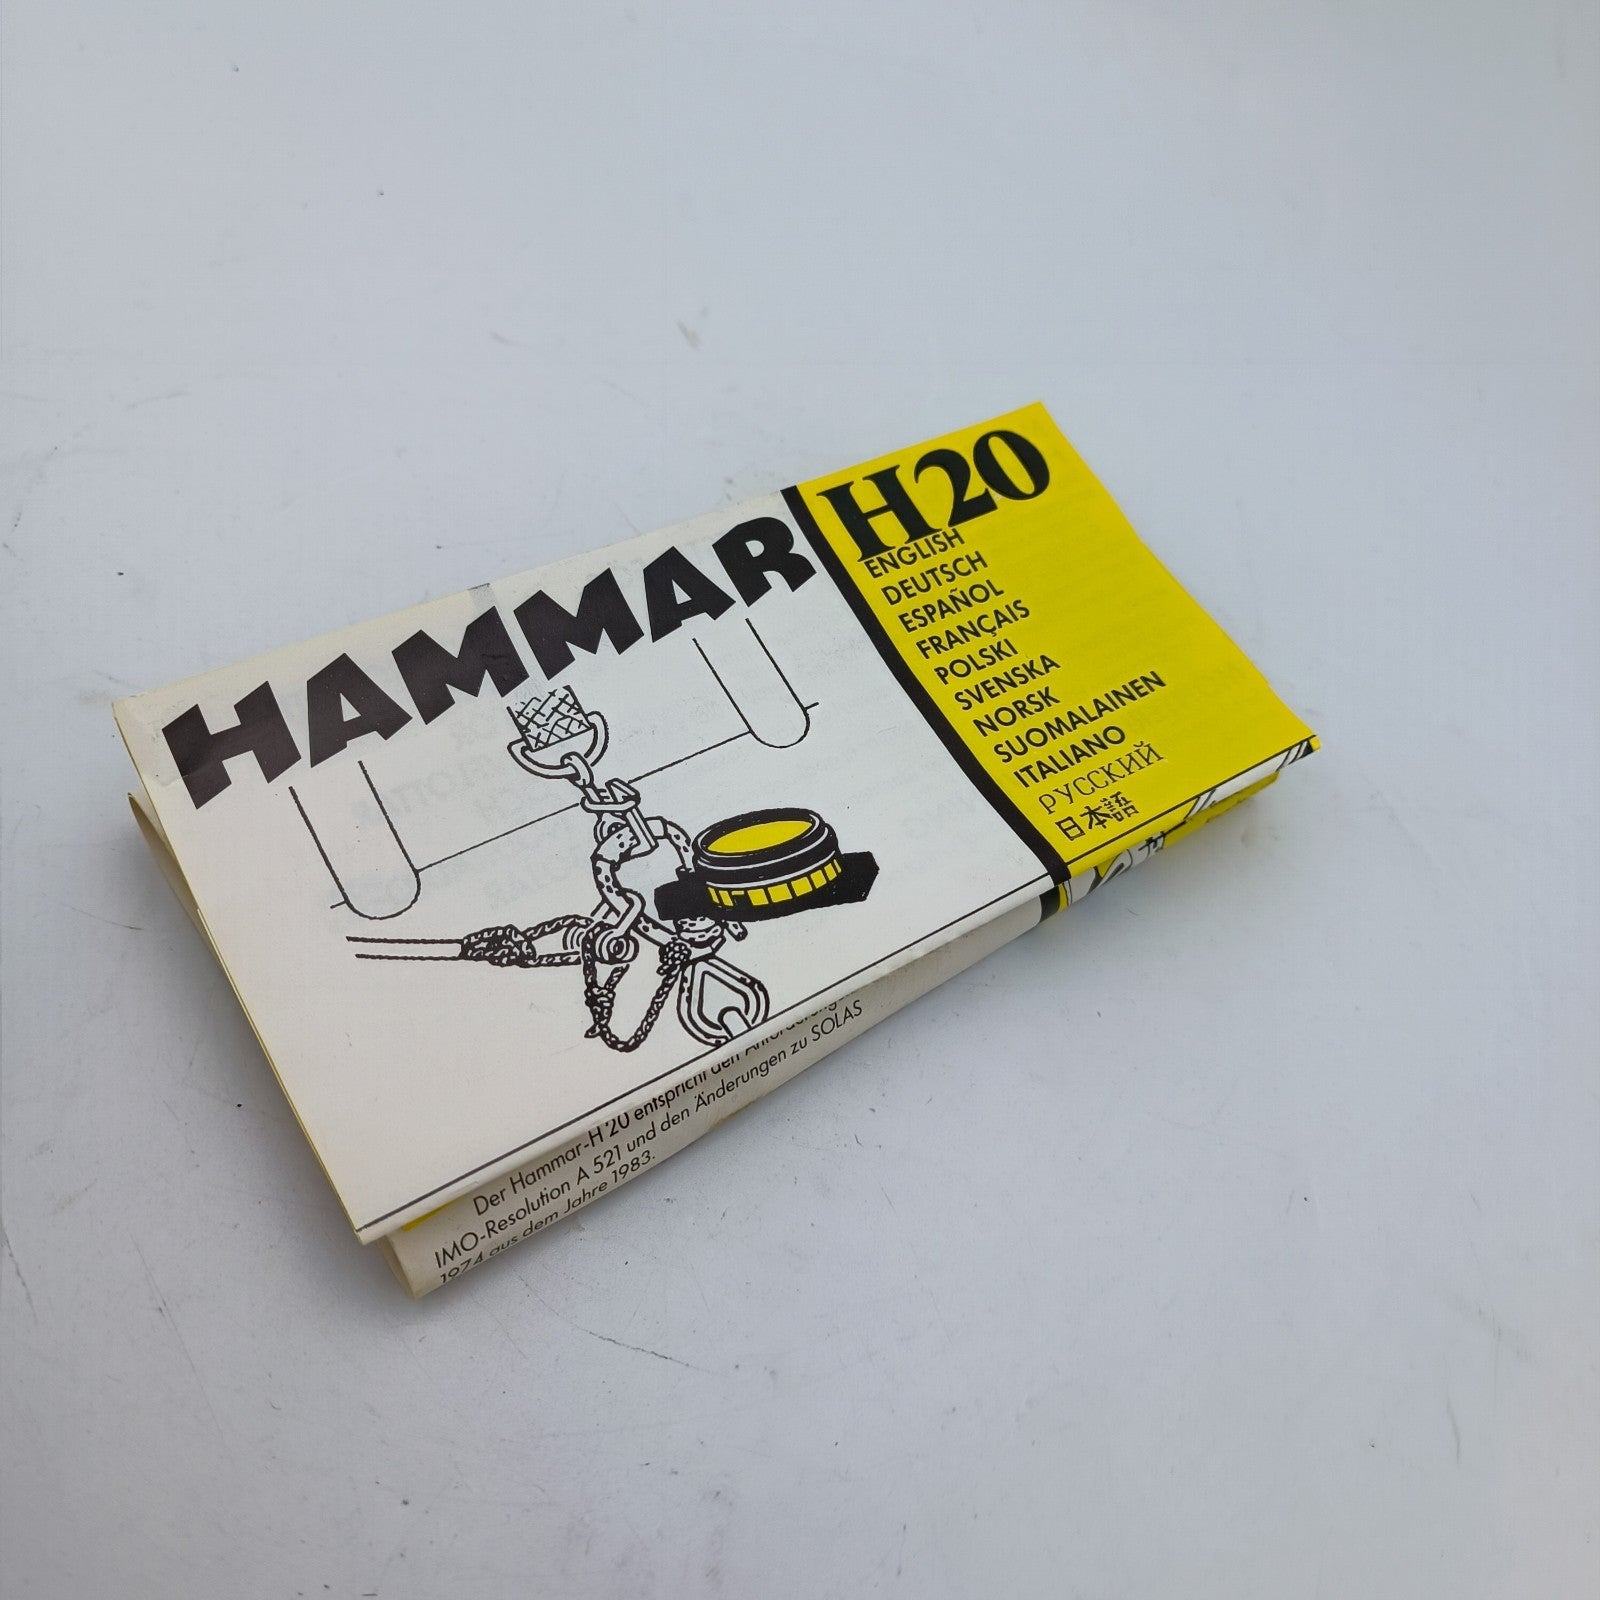 HAMMAR
H20
ENGLISH
DEUTSCH
ESPAÑOL
FRANÇAIS
POLSKI
SVENSKA
NORSK
SUOMALAINEN
ITALIANO
РУССКИЙ
日本語
Der Hammar-H 20 entspricht den
IMO-Resolution A 521 und den Änderungen zu SOLAS
1974 aus dem Jahre 1983.